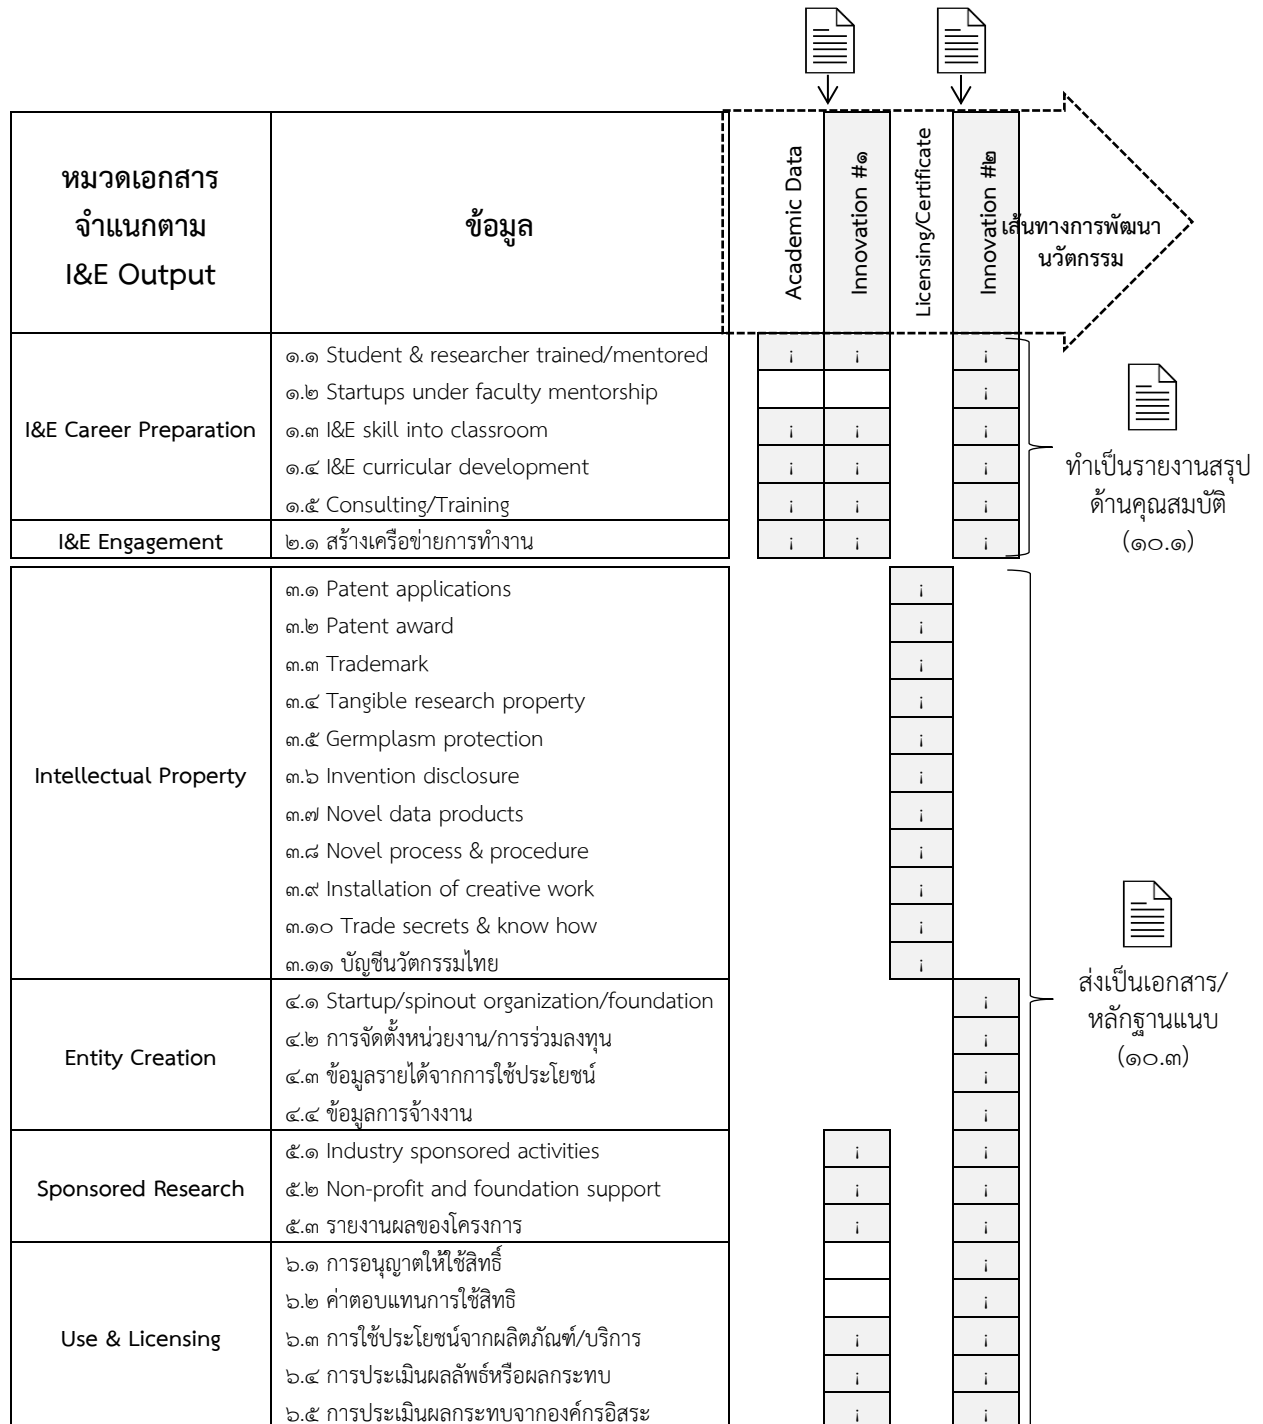 หมวดเอกสาร
จำแนกตาม
I&E Output
ข้อมูล
Academic Data
Innovation #๑
Licensing/Certificate
Innovation #๒
เส้นทางการพัฒนา
นวัตกรรม
I&E Career Preparation
๑.๑ Student & researcher trained/mentored ¡ ¡ ¡
๑.๒ Startups under faculty mentorship ¡
๑.๓ I&E skill into classroom ¡ ¡ ¡
๑.๔ I&E curricular development ¡ ¡ ¡
๑.๕ Consulting/Training ¡ ¡ ¡
I&E Engagement
๒.๑ สร้างเครือข่ายการทำงาน ¡ ¡ ¡
ทำเป็นรายงานสรุป
ด้านคุณสมบัติ
(๑๐.๑)
Intellectual Property
๓.๑ Patent applications ¡
๓.๒ Patent award ¡
๓.๓ Trademark ¡
๓.๔ Tangible research property ¡
๓.๕ Germplasm protection ¡
๓.๖ Invention disclosure ¡
๓.๗ Novel data products ¡
๓.๘ Novel process & procedure ¡
๓.๙ Installation of creative work ¡
๓.๑๐ Trade secrets & know how ¡
๓.๑๑ บัญชีนวัตกรรมไทย ¡
Entity Creation
๔.๑ Startup/spinout organization/foundation ¡
๔.๒ การจัดตั้งหน่วยงาน/การร่วมลงทุน ¡
๔.๓ ข้อมูลรายได้จากการใช้ประโยชน์ ¡
๔.๔ ข้อมูลการจ้างงาน ¡
ส่งเป็นเอกสาร/
หลักฐานแนบ
(๑๐.๓)
Sponsored Research
๕.๑ Industry sponsored activities ¡ ¡
๕.๒ Non-profit and foundation support ¡ ¡
๕.๓ รายงานผลของโครงการ ¡ ¡
Use & Licensing
๖.๑ การอนุญาตให้ใช้สิทธิ์ ¡
๖.๒ ค่าตอบแทนการใช้สิทธิ ¡
๖.๓ การใช้ประโยชน์จากผลิตภัณฑ์/บริการ ¡ ¡
๖.๔ การประเมินผลลัพธ์หรือผลกระทบ ¡ ¡
๖.๕ การประเมินผลกระทบจากองค์กรอิสระ ¡ ¡